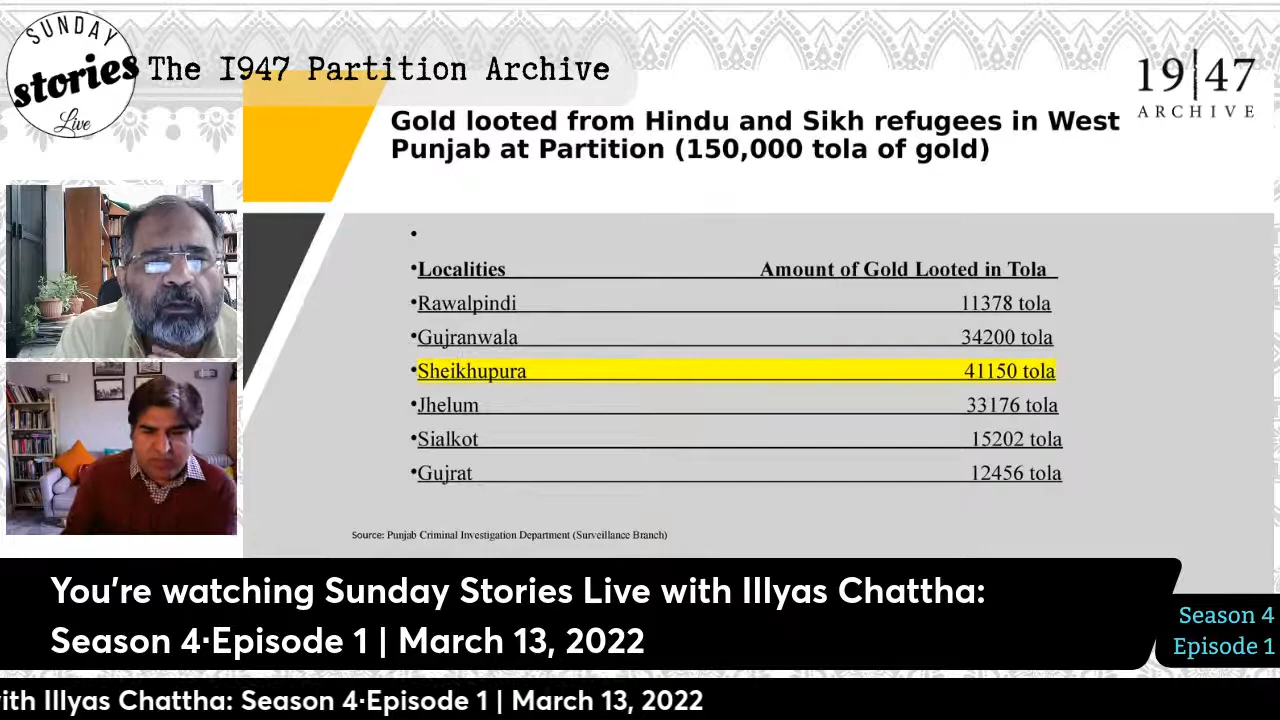 SUNDAY
stories
Live
The 1947 Partition Archive
19|47
ARCHIVE
Gold looted from Hindu and Sikh refugees in West
Punjab at Partition (150,000 tola of gold)
•
•Localities Amount of Gold Looted in Tola
•Rawalpindi 11378 tola
•Gujranwala 34200 tola
•Sheikhupura 41150 tola
•Jhelum 33176 tola
•Sialkot 15202 tola
•Gujrat 12456 tola
Source: Punjab Criminal Investigation Department (Surveillance Branch)
You're watching Sunday Stories Live with Illyas Chattha:
Season 4·Episode 1 | March 13, 2022
Season 4
Episode 1
ith Illyas Chattha: Season 4·Episode 1 | March 13, 2022